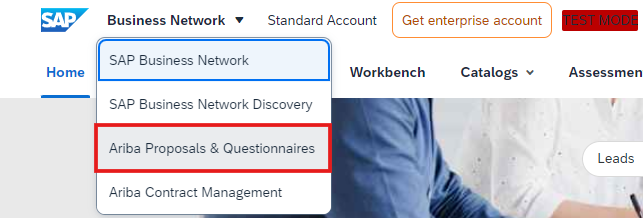 SAP Business Network Standard Account Get enterprise account TEST MODE
SAP Business Network
Home Workbench Catalogs Assessmen
SAP Business Network Discovery
Ariba Proposals & Questionnaires
Leads
Ariba Contract Management